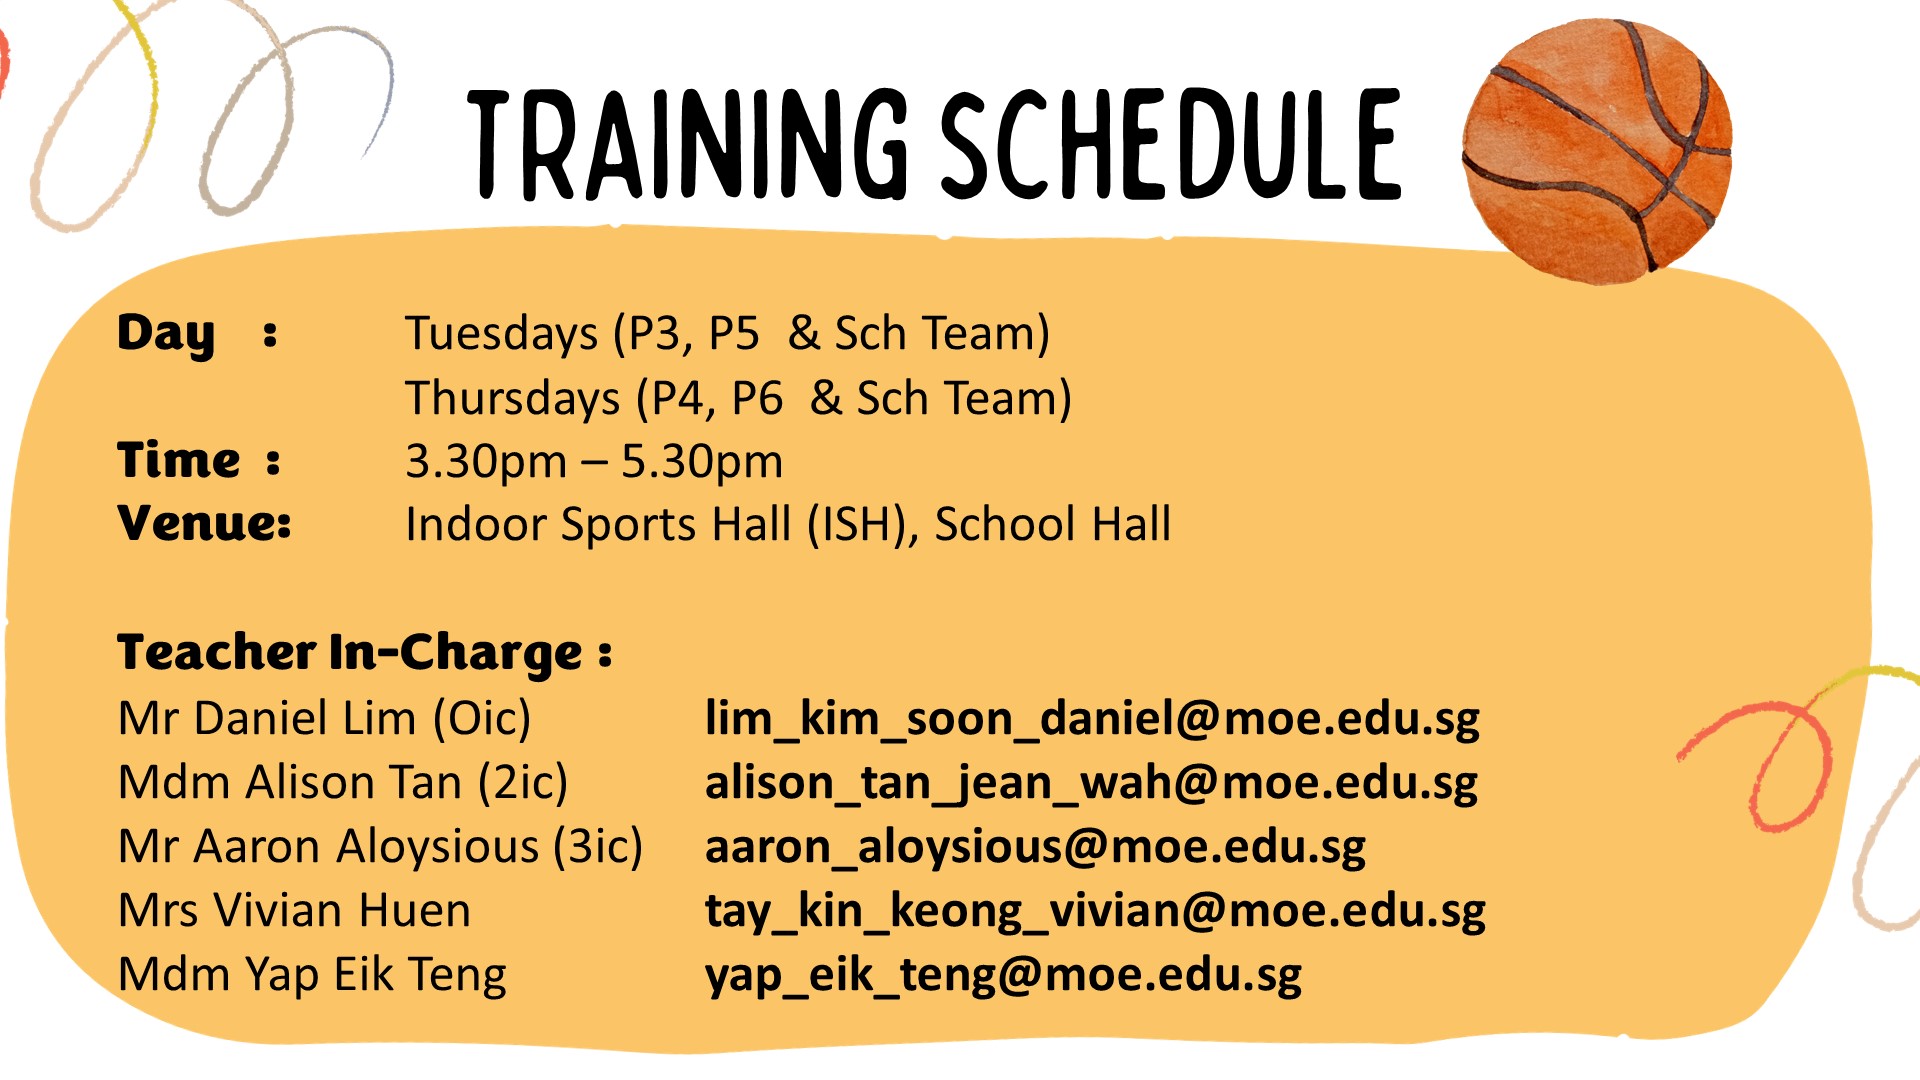 TRAINING SCHEDULE
Day : Tuesdays (P3, P5 & Sch Team)
Thursdays (P4, P6 & Sch Team)
Time : 3.30pm – 5.30pm
Venue: Indoor Sports Hall (ISH), School Hall
Teacher In-Charge :
Mr Daniel Lim (Oic) lim_kim_soon_daniel@moe.edu.sg
Mdm Alison Tan (2ic) alison_tan_jean_wah@moe.edu.sg
Mr Aaron Aloysious (3ic) aaron_aloysious@moe.edu.sg
Mrs Vivian Huen tay_kin_keong_vivian@moe.edu.sg
Mdm Yap Eik Teng yap_eik_teng@moe.edu.sg